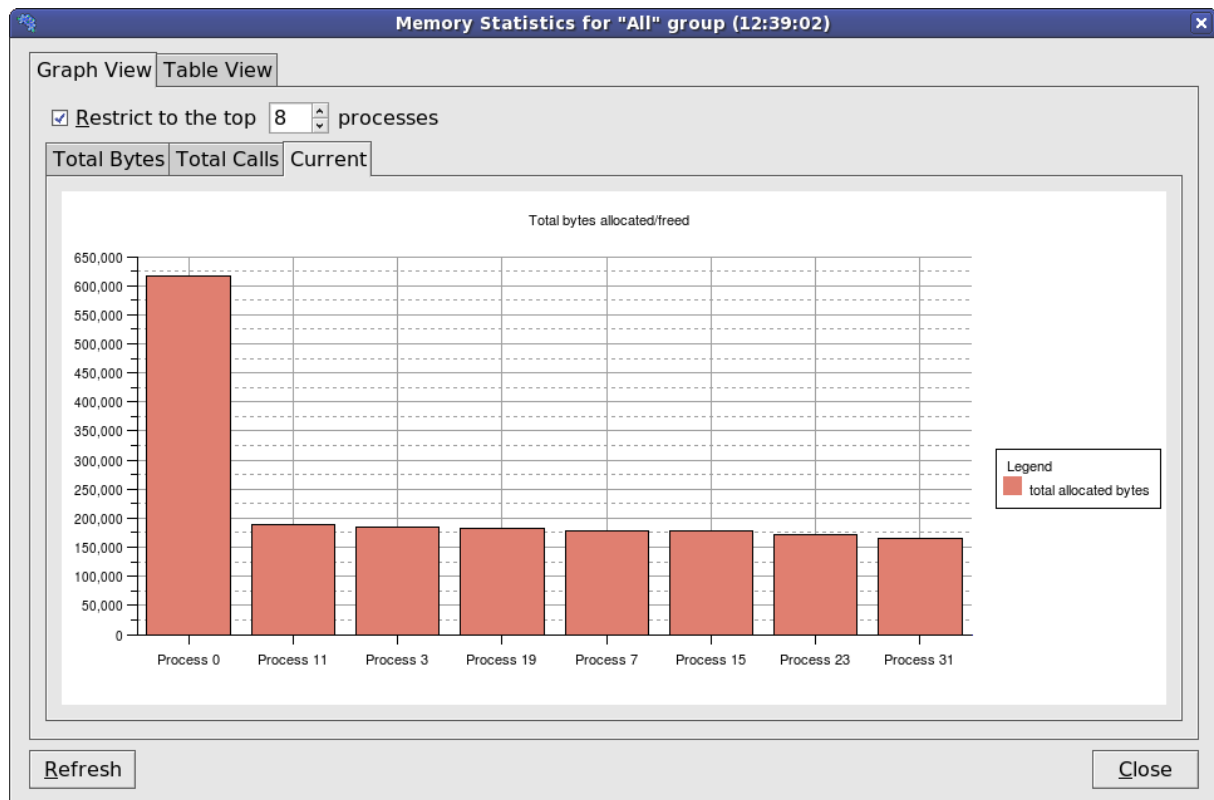 Memory Statistics for "All" group (12:39:02)
Graph View Table View
Restrict to the top 8 processes
Total Bytes Total Calls Current
Total bytes allocated/freed
650,000
600,000
550,000
500,000
450,000
400,000
350,000
300,000
250,000
200,000
150,000
100,000
50,000
0
Process 0 Process 11 Process 3 Process 19 Process 7 Process 15 Process 23 Process 31
Legend
total allocated bytes
Refresh Close